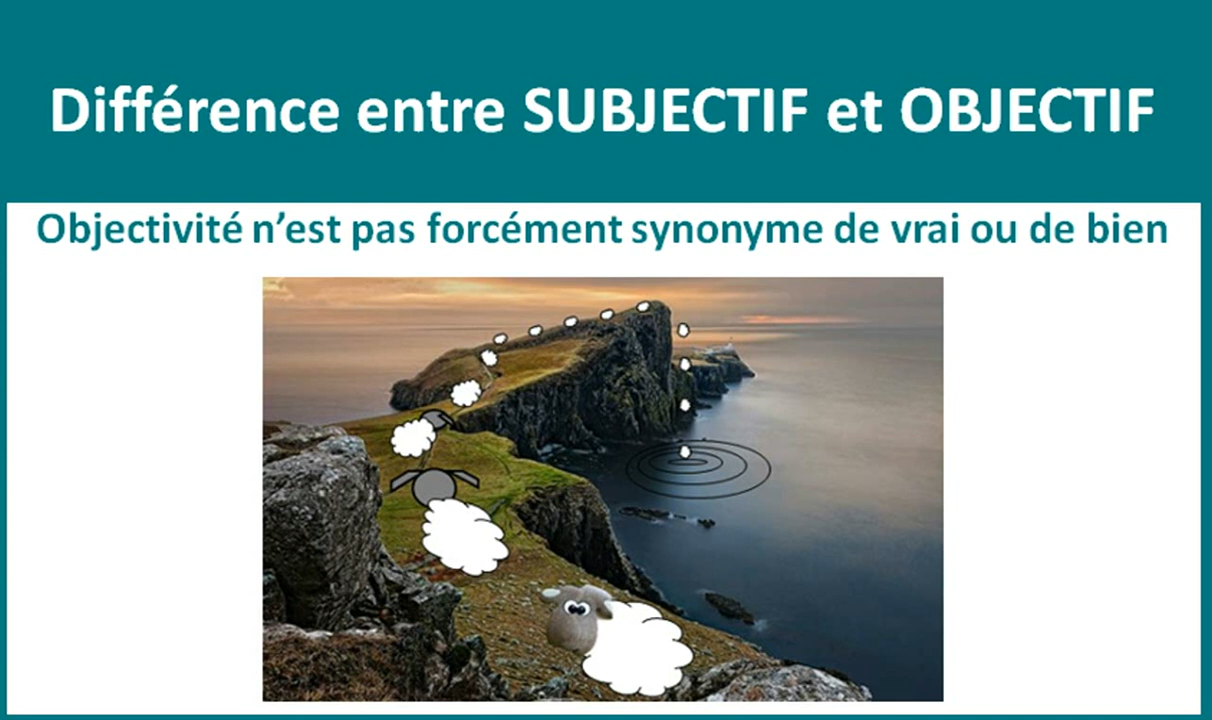 Différence entre SUBJECTIF et OBJECTIF
Objectivité n’est pas forcément synonyme de vrai ou de bien